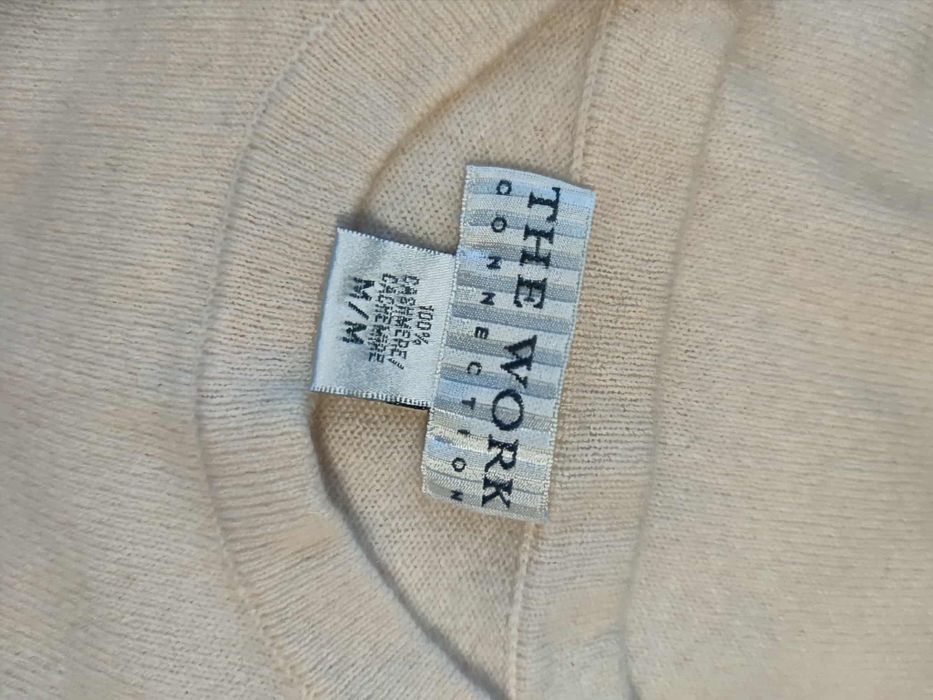 THE WORK
CONNECTION
100%
CASHMERE/
CACHEMIRE
M/M